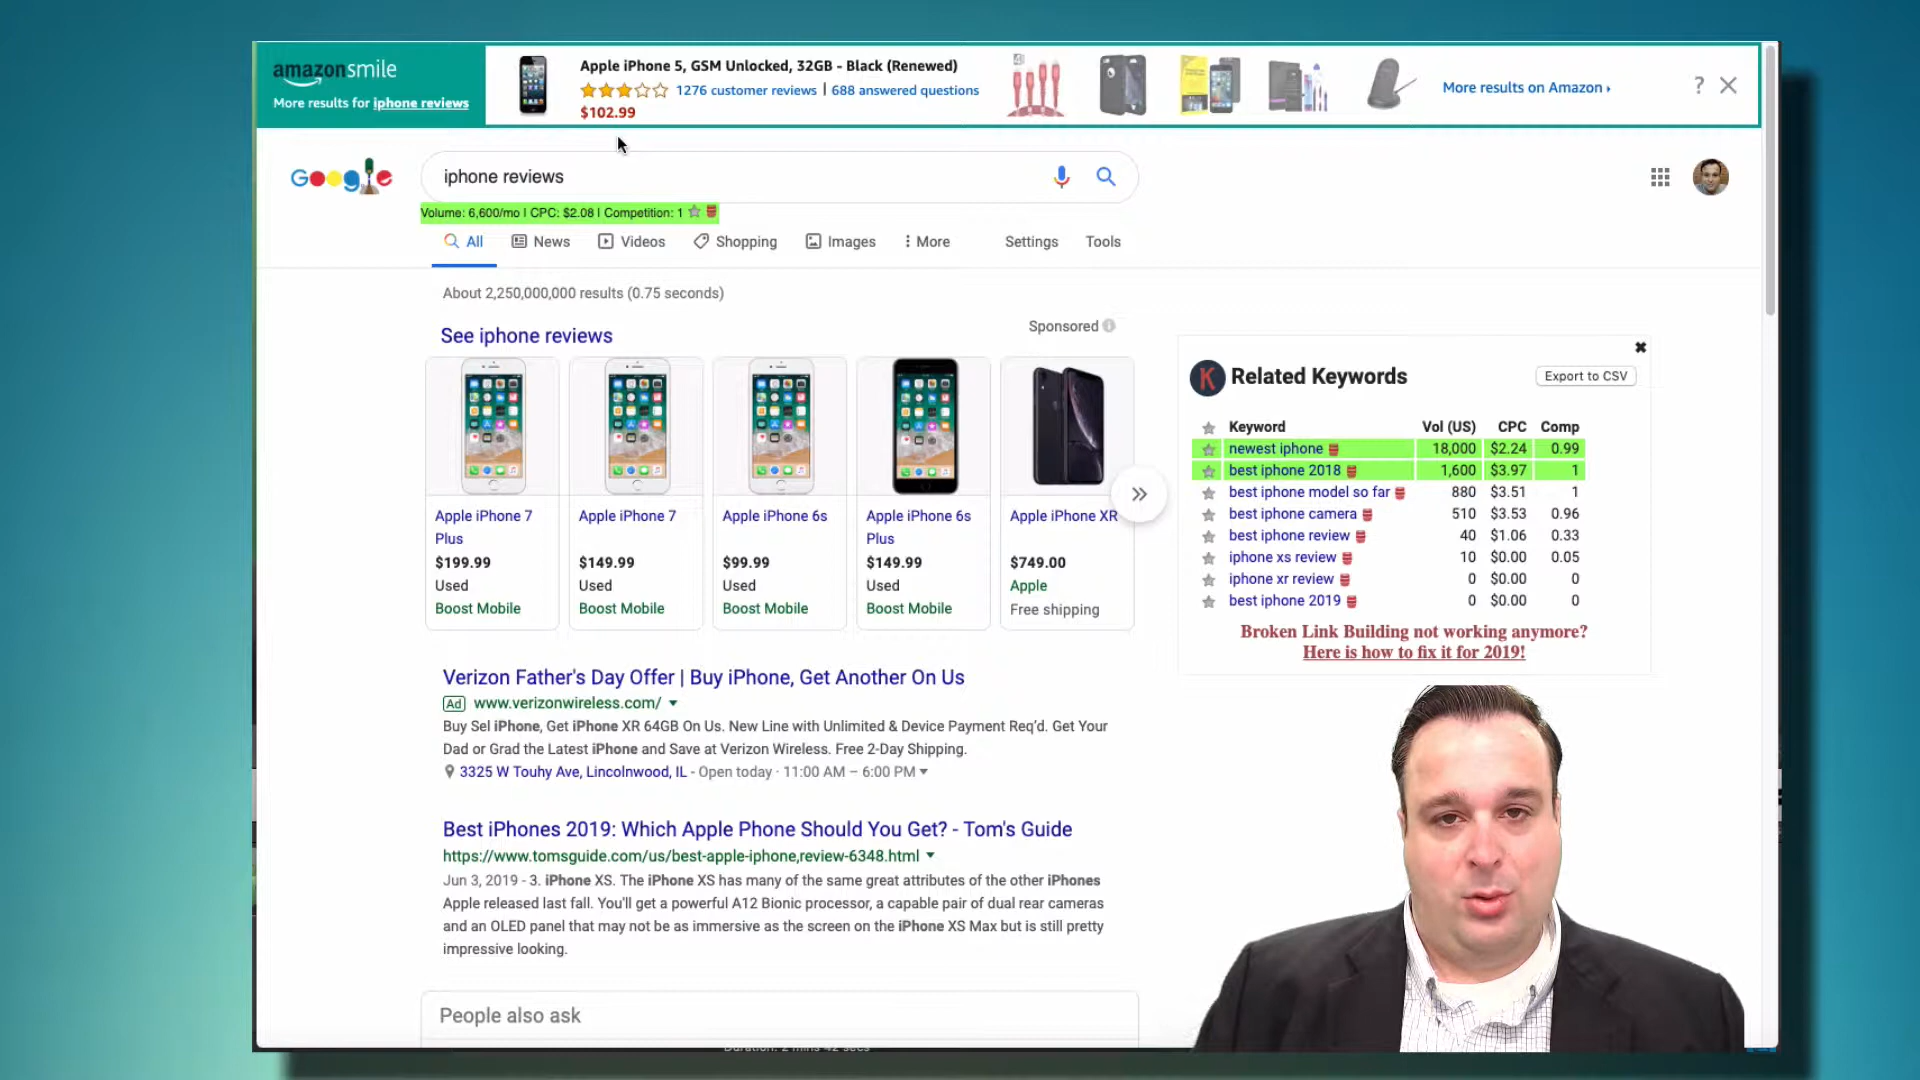 amazonsmile
More results for iphone reviews
Apple iPhone 5, GSM Unlocked, 32GB - Black (Renewed)
1276 customer reviews | 688 answered questions
$102.99
More results on Amazon ›
?
Google
iphone reviews
Volume: 6,600/mo | CPC: $2.08 | Competition: 1
All News Videos Shopping Images More Settings Tools
About 2,250,000,000 results (0.75 seconds)
See iphone reviews
Sponsored
Apple iPhone 7 Plus
$199.99
Used
Boost Mobile
Apple iPhone 7
$149.99
Used
Boost Mobile
Apple iPhone 6s
$99.99
Used
Boost Mobile
Apple iPhone 6s Plus
$149.99
Used
Boost Mobile
Apple iPhone XR
$749.00
Apple
Free shipping
K Related Keywords
Export to CSV
Keyword Vol (US) CPC Comp
newest iphone 18,000 $2.24 0.99
best iphone 2018 1,600 $3.97 1
best iphone model so far 880 $3.51 1
best iphone camera 510 $3.53 0.96
best iphone review 40 $1.06 0.33
iphone xs review 10 $0.00 0.05
iphone xr review 0 $0.00 0
best iphone 2019 0 $0.00 0
Broken Link Building not working anymore?
Here is how to fix it for 2019!
Verizon Father's Day Offer | Buy iPhone, Get Another On Us
Ad www.verizonwireless.com/
Buy Sel iPhone, Get iPhone XR 64GB On Us. New Line with Unlimited & Device Payment Req'd. Get Your
Dad or Grad the Latest iPhone and Save at Verizon Wireless. Free 2-Day Shipping.
3325 W Touhy Ave, Lincolnwood, IL - Open today · 11:00 AM – 6:00 PM
Best iPhones 2019: Which Apple Phone Should You Get? - Tom's Guide
https://www.tomsguide.com/us/best-apple-iphone,review-6348.html
Jun 3, 2019 - 3. iPhone XS. The iPhone XS has many of the same great attributes of the other iPhones
Apple released last fall. You'll get a powerful A12 Bionic processor, a capable pair of dual rear cameras
and an OLED panel that may not be as immersive as the screen on the iPhone XS Max but is still pretty
impressive looking.
People also ask